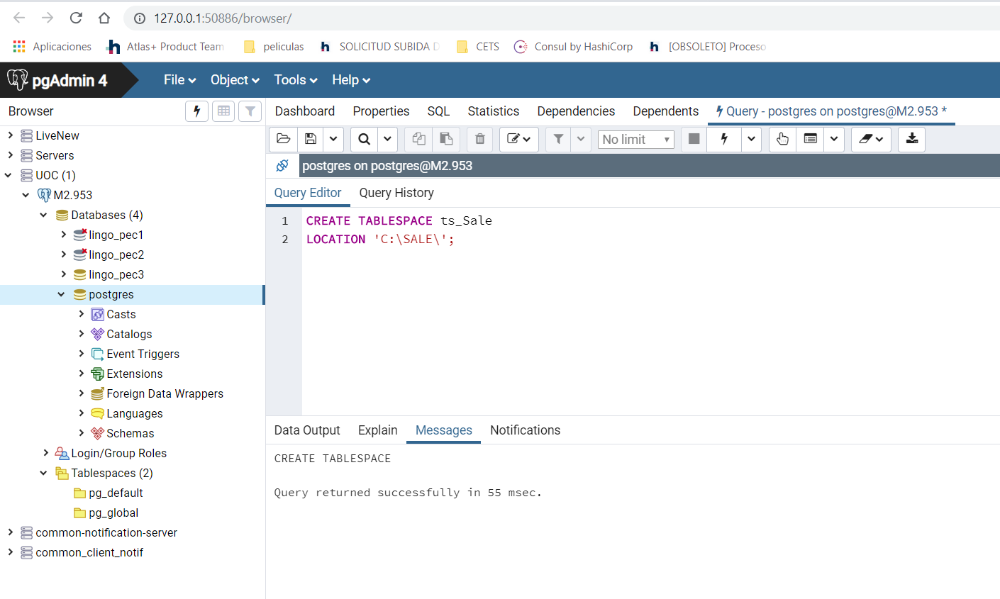 127.0.0.1:50886/browser/
Aplicaciones
Atlas+ Product Team
peliculas
SOLICITUD SUBIDA D
CETS
Consul by HashiCorp
[OBSOLETO] Proceso
pgAdmin 4
File
Object
Tools
Help
Browser
Dashboard
Properties
SQL
Statistics
Dependencies
Dependents
Query - postgres on postgres@M2.953 *
No limit
postgres on postgres@M2.953
Query Editor
Query History
1 CREATE TABLESPACE ts_Sale
2 LOCATION 'C:\SALE\';
LiveNew
Servers
UOC (1)
M2.953
Databases (4)
lingo_pec1
lingo_pec2
lingo_pec3
postgres
Casts
Catalogs
Event Triggers
Extensions
Foreign Data Wrappers
Languages
Schemas
Login/Group Roles
Tablespaces (2)
pg_default
pg_global
common-notification-server
common_client_notif
Data Output
Explain
Messages
Notifications
CREATE TABLESPACE
Query returned successfully in 55 msec.